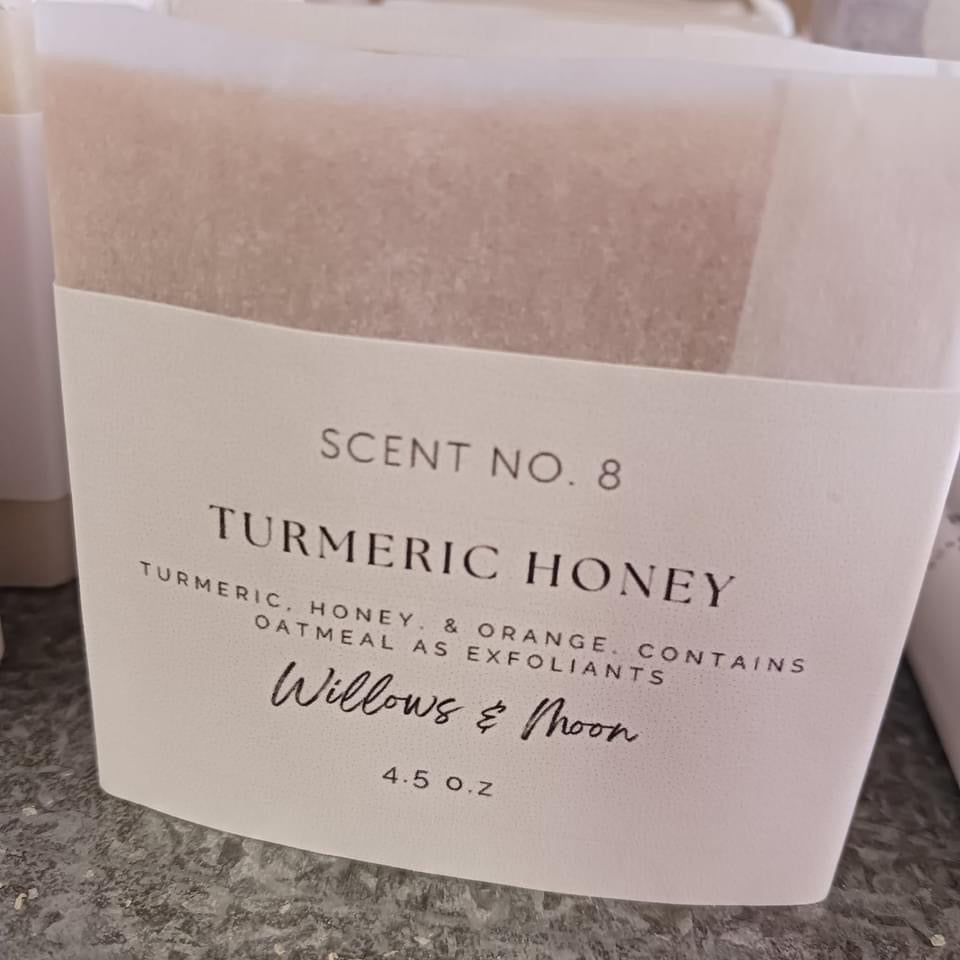 SCENT NO. 8
TURMERIC HONEY
TURMERIC, HONEY, & ORANGE. CONTAINS
OATMEAL AS EXFOLIANTS
Willows & Moon
4.5 O.Z